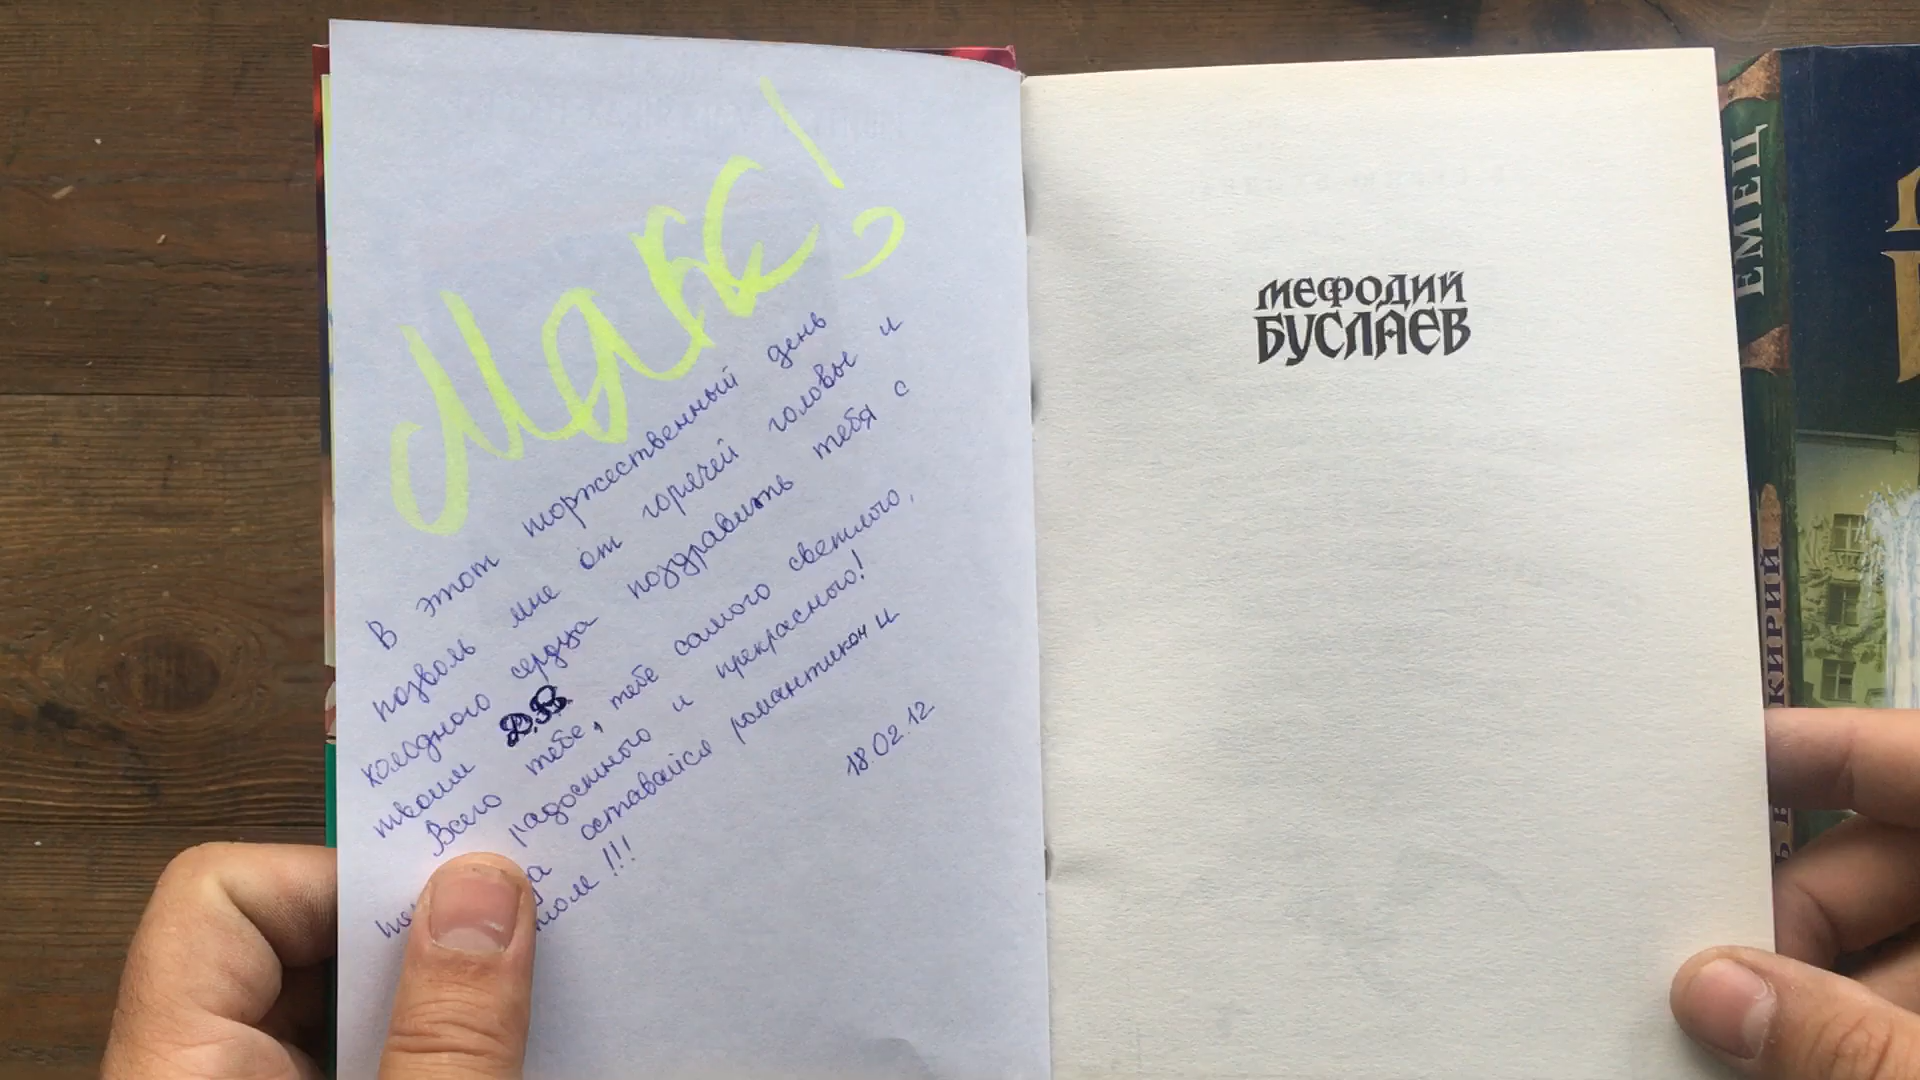 Макс!
В этот торжественный день
позволь мне от горячей головы и
холодного сердца поздравить тебя с
твоим Д.В
Всего тебе, тебе самого светлого,
радостного и прекрасного!
оставайся романтиком и
!!!
18.02.12
МЕФОДИЙ
БУСЛАЕВ
ЕМЕЦ